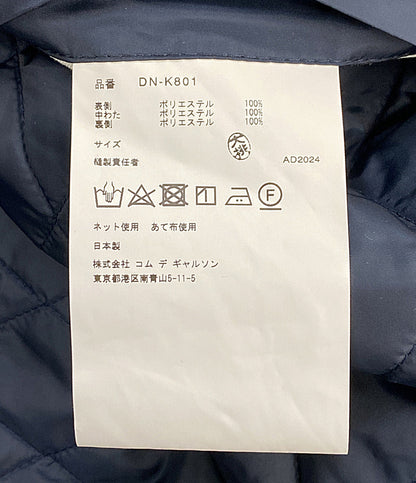 品番 DN-K801
表側 ポリエステル 100%
中わた ポリエステル 100%
裏側 ポリエステル 100%
サイズ
縫製責任者
AD2024
F
ネット使用 あて布使用
日本製
株式会社 コム デ ギャルソン
東京都港区南青山5-11-5